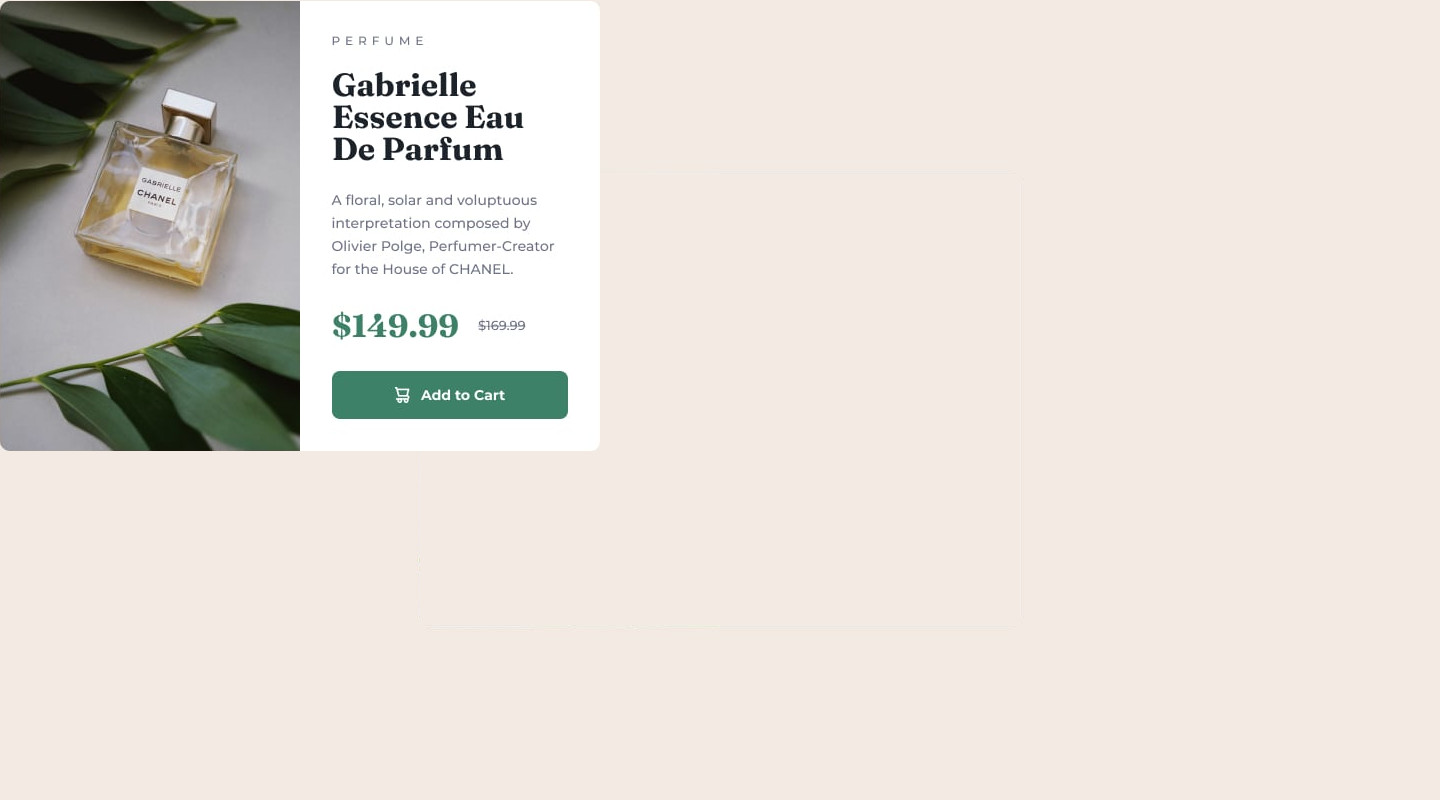 PERFUME
Gabrielle
Essence Eau
De Parfum
A floral, solar and voluptuous
interpretation composed by
Olivier Polge, Perfumer-Creator
for the House of CHANEL.
$149.99 $169.99
Add to Cart
GABRIELLE
CHANEL
PARIS